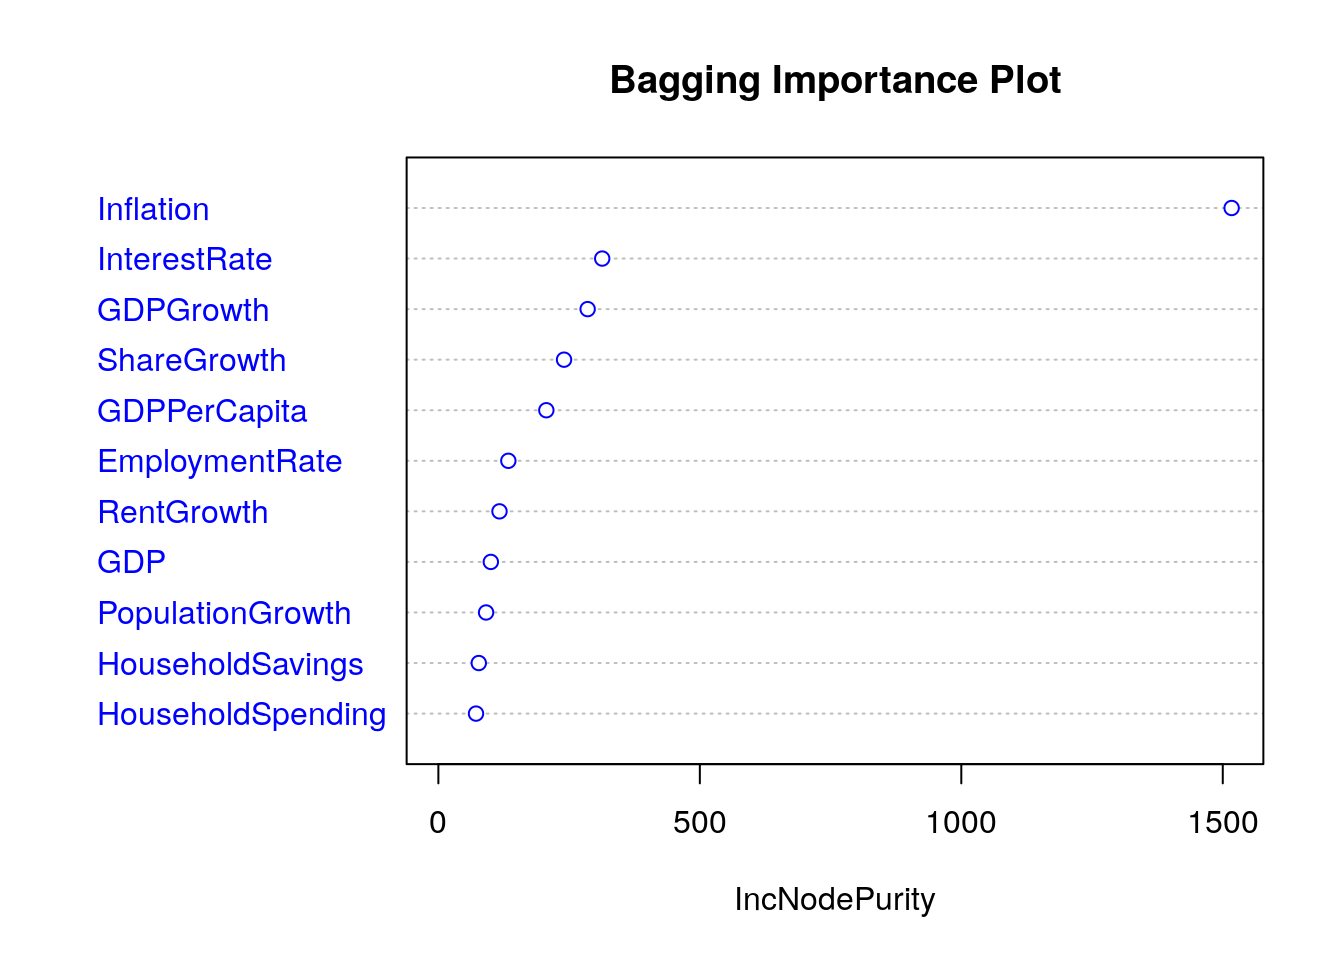 Bagging Importance Plot
Inflation
InterestRate
GDPGrowth
ShareGrowth
GDPPerCapita
EmploymentRate
RentGrowth
GDP
PopulationGrowth
HouseholdSavings
HouseholdSpending
0 500 1000 1500
IncNodePurity